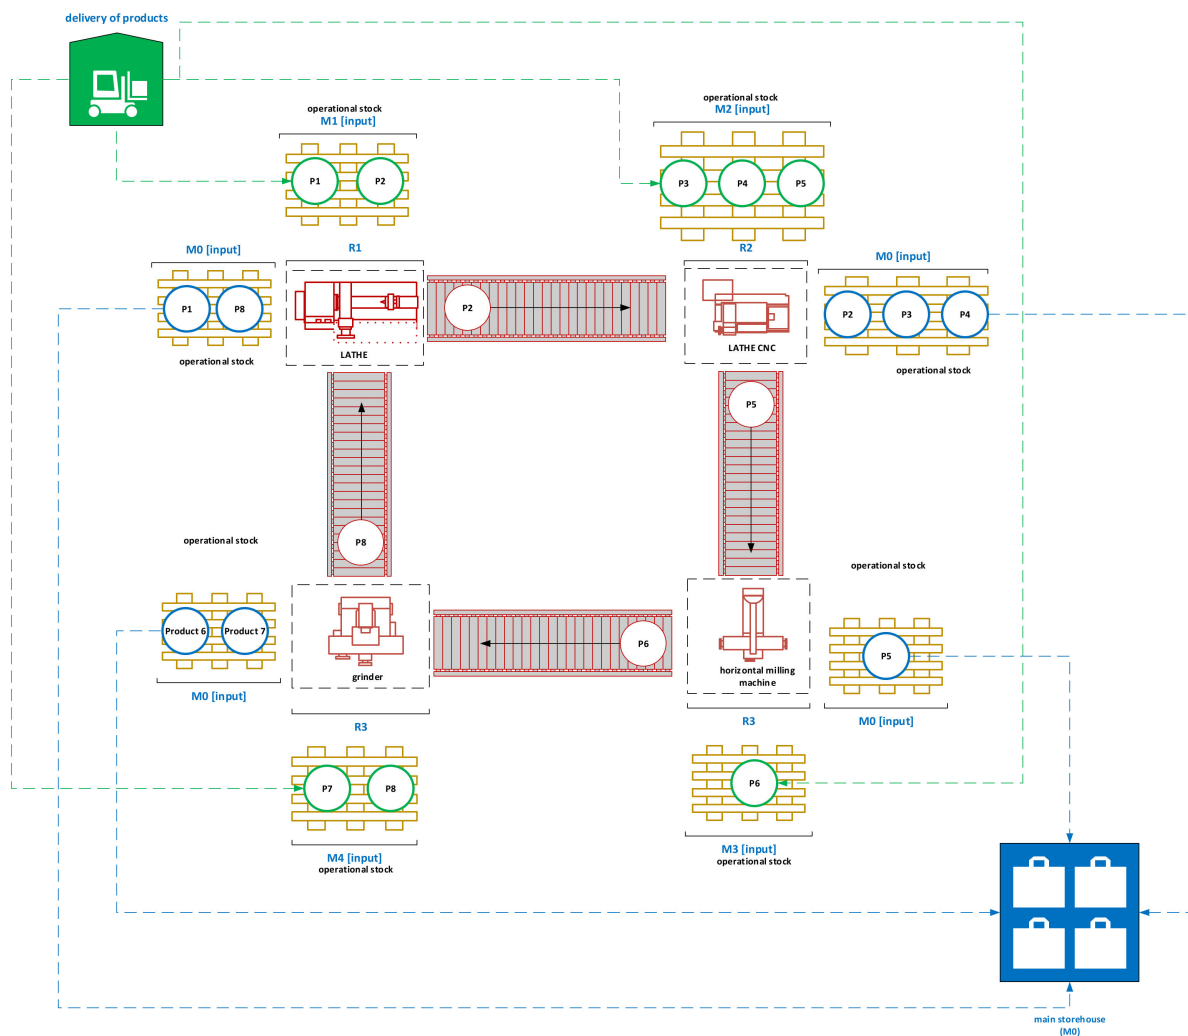 delivery of products
operational stock
M1 [input]
P1
P2
operational stock
M2 [input]
P3
P4
P5
M0 [input]
P1
P8
operational stock
R1
LATHE
P2
R2
LATHE CNC
M0 [input]
P2
P3
P4
operational stock
P8
P5
operational stock
Product 6
Product 7
M0 [input]
grinder
R3
P6
horizontal milling
machine
R3
operational stock
P5
M0 [input]
P7
P8
M4 [input]
operational stock
P6
M3 [input]
operational stock
main storehouse
(M0)